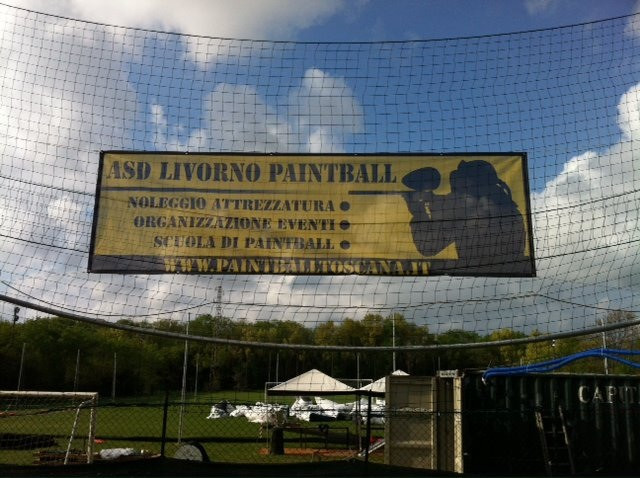 ASD LIVORNO PAINTBALL
NOLEGGIO ATTREZZATURA
ORGANIZZAZIONE EVENTI
SCUOLA DI PAINTBALL
WWW.PAINTBALLTOSCANA.IT